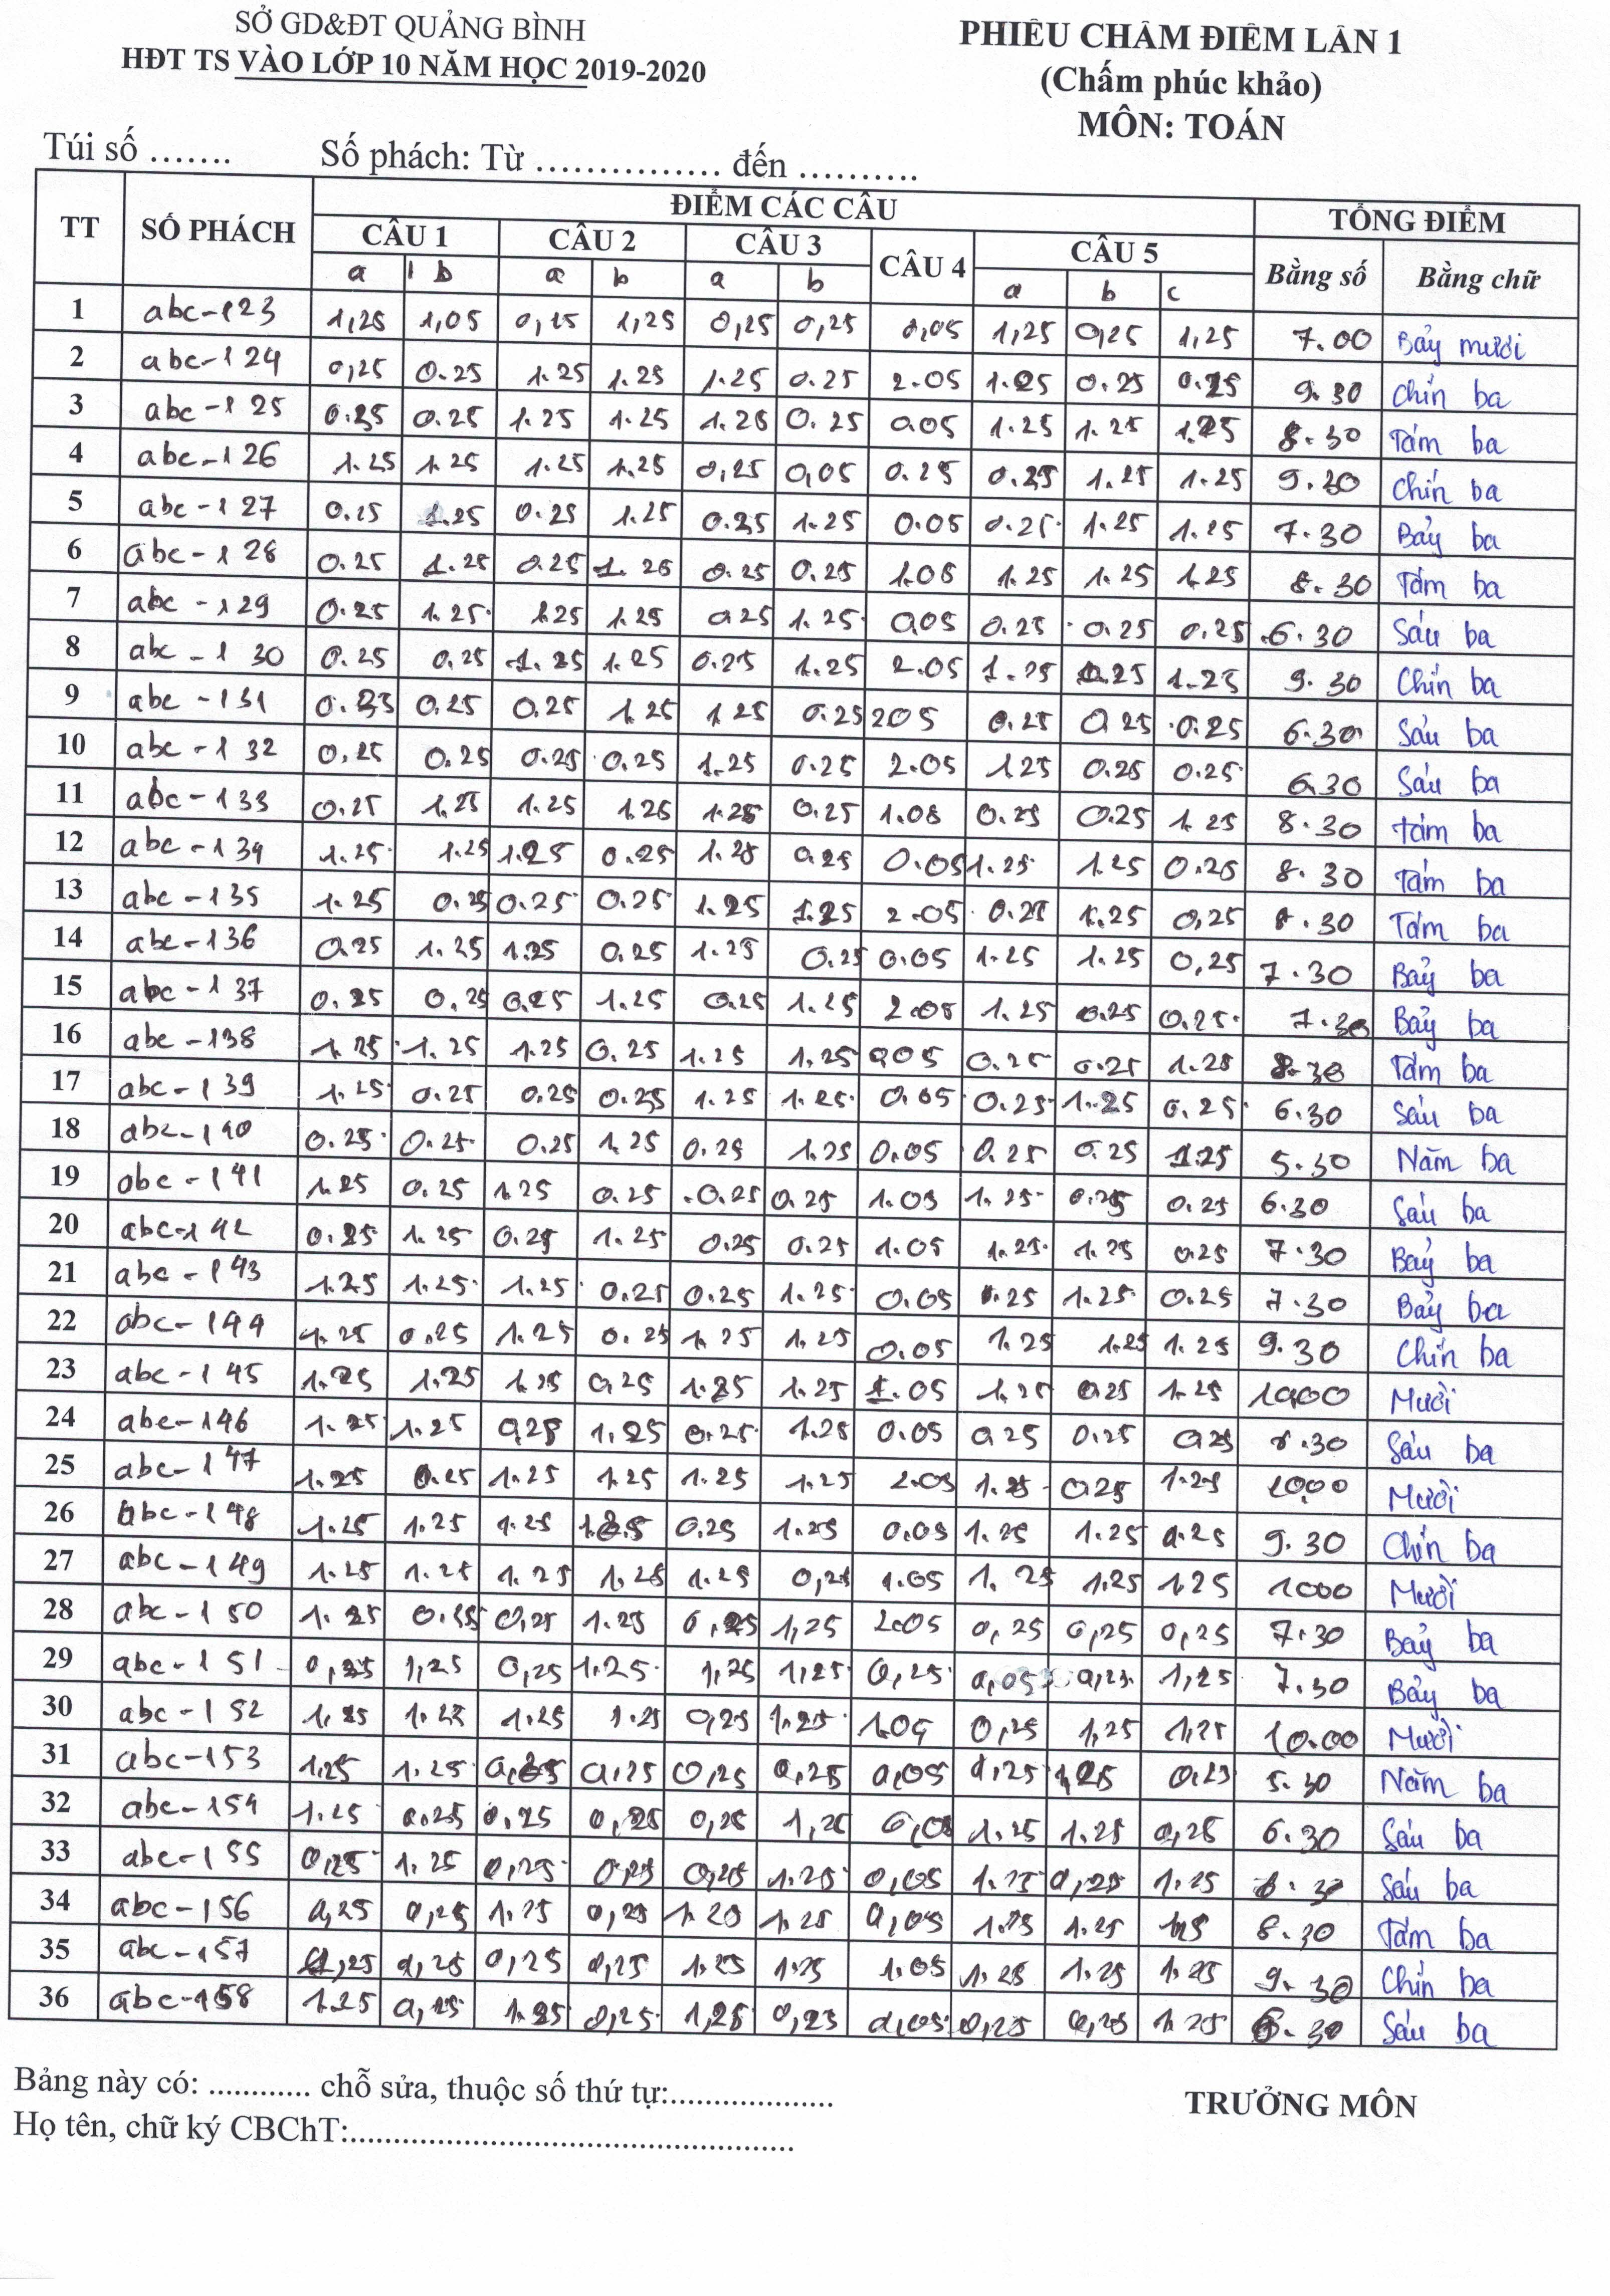 SỞ GD&ĐT QUẢNG BÌNH
HĐT TS VÀO LỚP 10 NĂM HỌC 2019-2020
PHIẾU CHẤM ĐIỂM LẦN 1
(Chấm phúc khảo)
MÔN: TOÁN
Túi số ....... Số phách: Từ ................ đến ..........
TT SỐ PHÁCH ĐIỂM CÁC CÂU TỔNG ĐIỂM
CÂU 1 CÂU 2 CÂU 3 CÂU 4 CÂU 5 Bằng số Bằng chữ
a b a b a b a b c
1 abc-123 1,25 1,05 0,25 1,25 0,25 0,25 0,05 1,25 0,25 1,25 7.00 Bảy mươi
2 abc-124 0,25 0.25 1.25 1.25 1.25 0.25 2.05 1.25 0.25 0.25 9.30 Chín ba
3 abc-125 0.25 0.25 1.25 1.25 1.25 0.25 0.05 1.25 1.25 1.25 8.30 Tám ba
4 abc-126 1.25 1.25 1.25 1.25 0,25 0,05 0.25 0.25 1.25 1.25 9.30 Chín ba
5 abc-127 0.25 1.25 0.25 1.25 0.25 1.25 0.05 0.25 1.25 1.25 7.30 Bảy ba
6 abc-128 0.25 1.25 0.25 1.25 0.25 0.25 1.05 1.25 1.25 1.25 8.30 Tám ba
7 abc-129 0.25 1.25 1.25 1.25 0.25 1.25 0.05 0.25 0.25 0.25 6.30 Sáu ba
8 abc-130 0.25 0.25 1.25 1.25 0.25 1.25 2.05 1.25 0.25 1.25 9.30 Chín ba
9 abc-131 0.25 0.25 0.25 1.25 1.25 0.25 205 0.25 0.25 0.25 6.30 Sáu ba
10 abc-132 0,25 0.25 0.25 0.25 1.25 0.25 2.05 1.25 0.25 0.25 6.30 Sáu ba
11 abc-133 0.25 1.25 1.25 1.25 1.25 0.25 1.05 0.25 0.25 1.25 8.30 Tám ba
12 abc-134 1.25 1.25 1.25 0.25 1.25 0.25 0.05 1.25 1.25 0.25 8.30 Tám ba
13 abc-135 1.25 0.25 0.25 0.25 1.25 1.25 2.05 0.25 1.25 0,25 8.30 Tám ba
14 abc-136 0.25 1.25 1.25 0.25 1.25 0.25 0.05 1.25 1.25 0,25 7.30 Bảy ba
15 abc-137 0.25 0.25 0.25 1.25 0.25 1.25 2.05 1.25 0.25 0.25 7.30 Bảy ba
16 abc-138 1.25 1.25 1.25 0.25 1.25 1.25 0.05 0.25 0.25 1.25 8.30 Tám ba
17 abc-139 1.25 0.25 0.25 0.25 1.25 1.25 0.05 0.25 1.25 0.25 6.30 Sáu ba
18 abc-140 0.25 0.25 0.25 1.25 0.25 1.25 0.05 0.25 0.25 1.25 5.30 Năm ba
19 abc-141 1.25 0.25 1.25 0.25 0.25 0.25 1.05 1.25 0.25 0.25 6.30 Sáu ba
20 abc-142 0.25 1.25 0.25 1.25 0.25 0.25 1.05 1.25 1.25 0.25 7.30 Bảy ba
21 abc-143 1.25 1.25 1.25 0.25 0.25 1.25 0.05 0.25 1.25 0.25 7.30 Bảy ba
22 abc-144 1.25 0.25 1.25 0.25 1.25 1.25 0.05 1.25 1.25 1.25 9.30 Chín ba
23 abc-145 1.25 1.25 1.25 0.25 1.25 1.25 1.05 1.25 0.25 1.25 10,00 Mười
24 abc-146 1.25 1.25 0,25 1.25 0.25 1.25 0.05 0.25 0.25 0.25 6.30 Sáu ba
25 abc-147 1.25 0.25 1.25 1.25 1.25 1.25 2.05 1.25 0.25 1.25 10,00 Mười
26 abc-148 1.25 1.25 1.25 1.25 0.25 1.25 0.05 1.25 1.25 0.25 9.30 Chín ba
27 abc-149 1.25 1.25 1.25 1.25 1.25 0,25 1.05 1.25 1.25 1.25 1000 Mười
28 abc-150 1.25 0.25 0.25 1.25 0.25 1,25 2.05 0,25 0,25 0,25 7.30 Bảy ba
29 abc-151 0,25 1,25 0,25 1.25 1,25 1,25 0,25 0,05 0,25 1,25 7.30 Bảy ba
30 abc-152 1.25 1.25 1.25 1.25 0,25 1.25 1.05 0,25 1,25 1,25 10.00 Mười
31 abc-153 1.25 1.25 0,25 0,25 0,25 0,25 0,05 0,25 1,25 0,25 5.30 Năm ba
32 abc-154 1.25 0.25 0.25 0,25 0,25 1,25 0,05 1.25 1.25 0,25 6.30 Sáu ba
33 abc-155 0,25 1.25 0,25 0,25 0,25 1.25 0,05 1.25 0,25 1.25 6.30 Sáu ba
34 abc-156 0,25 0,25 1.25 0,25 1.20 1.25 0,05 1.25 1.25 1.25 8.30 Tám ba
35 abc-157 1,25 0,25 0,25 0,25 1.25 1.25 1.05 1.25 1.25 1.25 9.30 Chín ba
36 abc-158 1.25 0,25 1.25 0,25 1,25 0,25 0,05 0,25 0,25 1.25 6.30 Sáu ba
Bảng này có: ............ chỗ sửa, thuộc số thứ tự:....................
TRƯỞNG MÔN
Họ tên, chữ ký CBChT:.....................................................